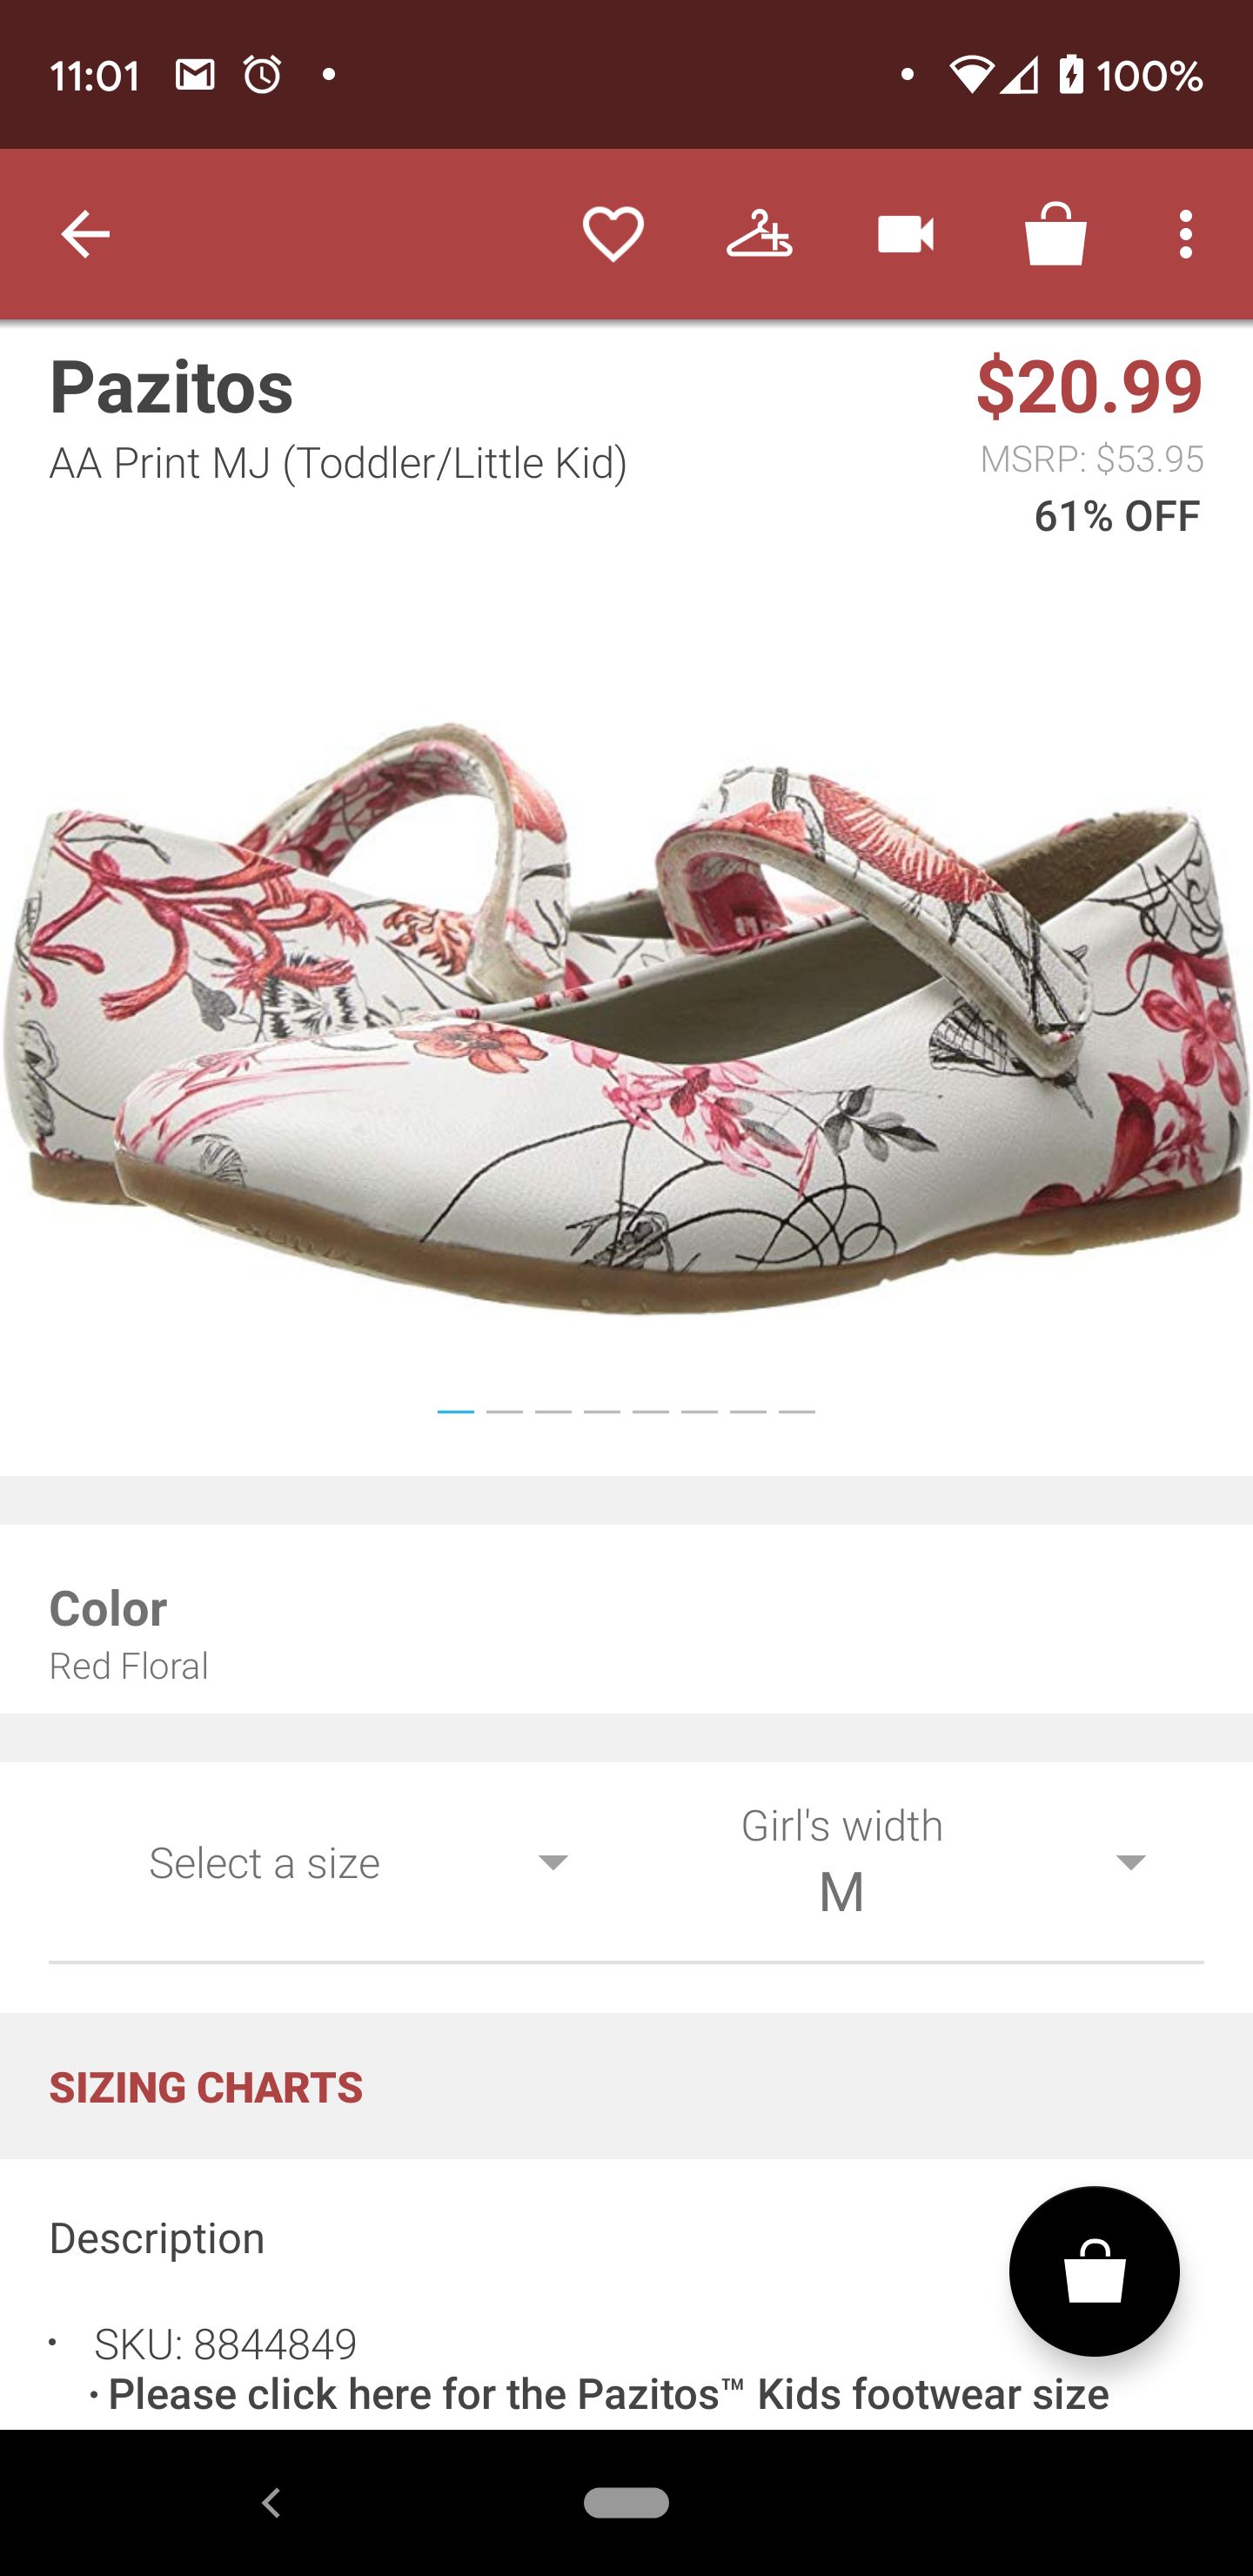 11:01
100%
Pazitos
$20.99
AA Print MJ (Toddler/Little Kid)
MSRP: $53.95
61% OFF
Color
Red Floral
Select a size
Girl's width
M
SIZING CHARTS
Description
• SKU: 8844849
• Please click here for the Pazitos™ Kids footwear size